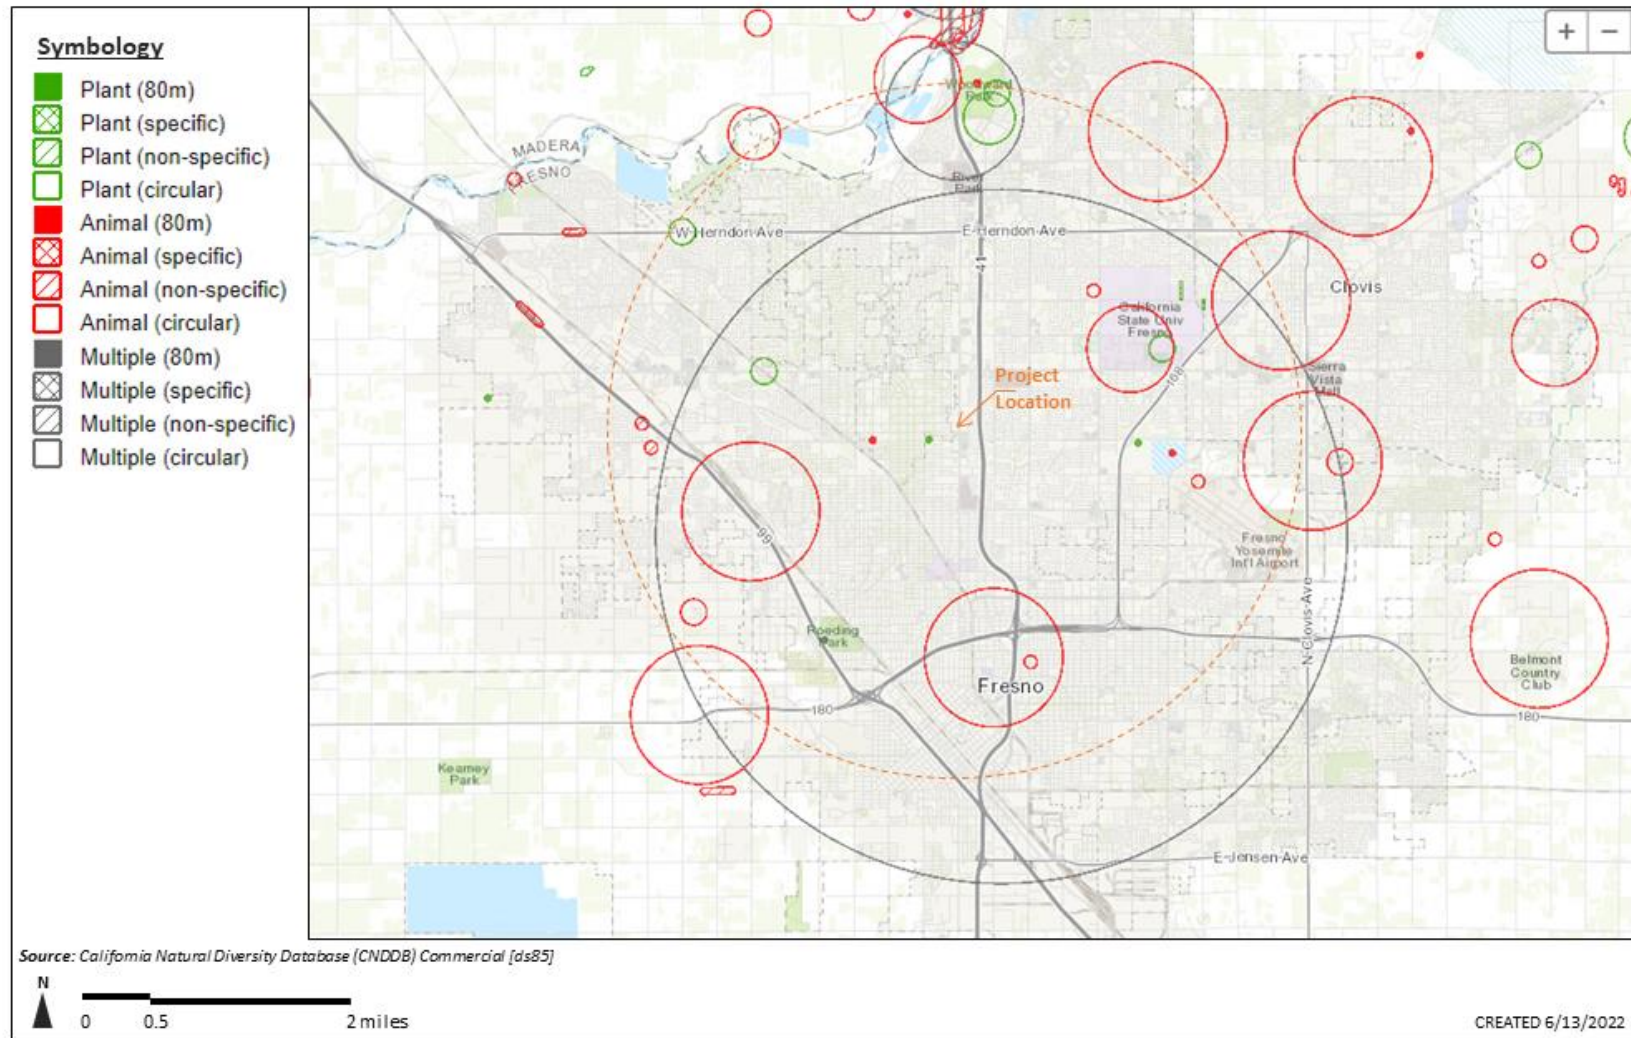 Symbology
Plant (80m)
Plant (specific)
Plant (non-specific)
Plant (circular)
Animal (80m)
Animal (specific)
Animal (non-specific)
Animal (circular)
Multiple (80m)
Multiple (specific)
Multiple (non-specific)
Multiple (circular)
+ −
Woodward
Park
MADERA
FRESNO
River
Park
W Herndon Ave
E Herndon Ave
41
Clovis
California
State Univ
Fresno
168
Sierra
Vista
Mall
Project
Location
99
Fresno
Yosemite
Int'l Airport
N Clovis Ave
Roeding
Park
Fresno
Belmont
Country
Club
180
180
Kearney
Park
E Jensen Ave
Source: California Natural Diversity Database (CNDDB) Commercial [ds85]
N
0 0.5 2 miles
CREATED 6/13/2022